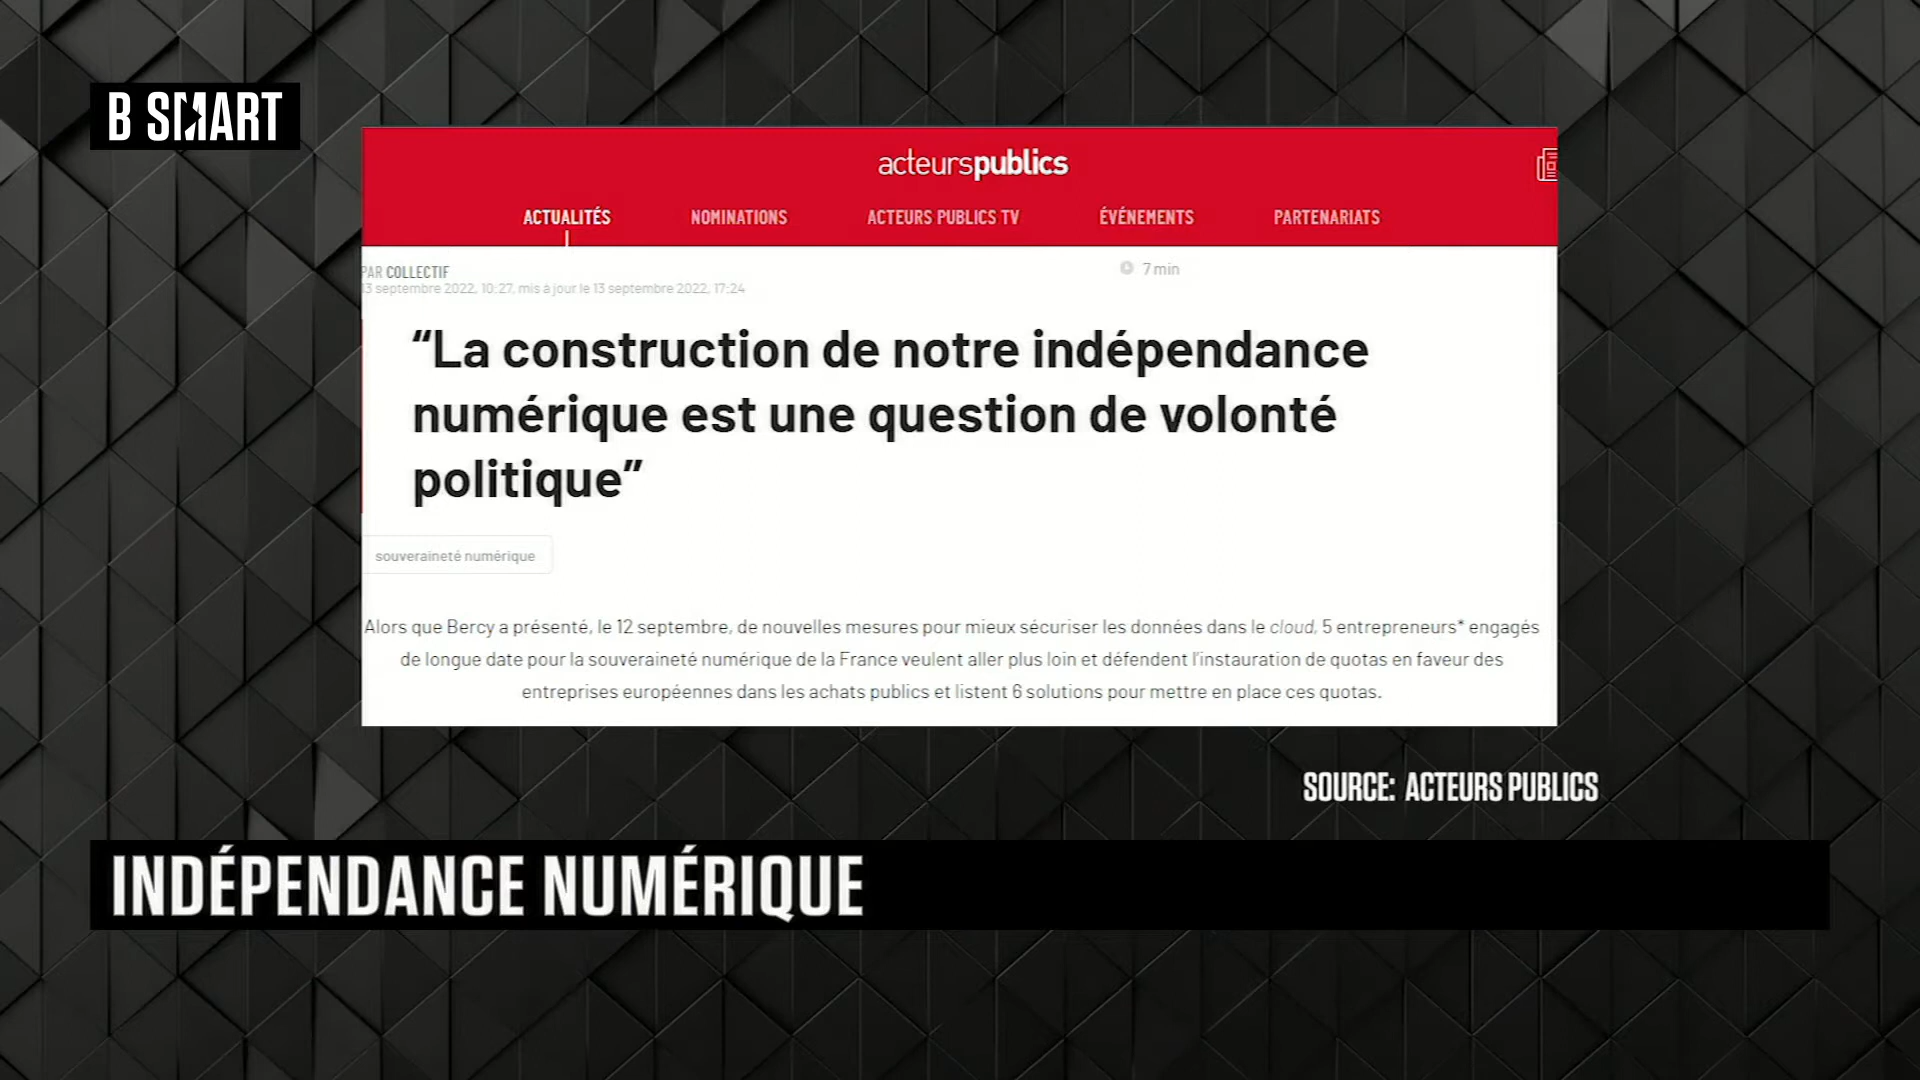 B SMART
acteurspublics
ACTUALITÉS NOMINATIONS ACTEURS PUBLICS TV ÉVÉNEMENTS PARTENARIATS
PAR COLLECTIF 7 min
13 septembre 2022, 10:27, mis à jour le 13 septembre 2022, 17:24
“La construction de notre indépendance
numérique est une question de volonté
politique”
souveraineté numérique
Alors que Bercy a présenté, le 12 septembre, de nouvelles mesures pour mieux sécuriser les données dans le cloud, 5 entrepreneurs* engagés
de longue date pour la souveraineté numérique de la France veulent aller plus loin et défendent l’instauration de quotas en faveur des
entreprises européennes dans les achats publics et listent 6 solutions pour mettre en place ces quotas.
SOURCE: ACTEURS PUBLICS
INDÉPENDANCE NUMÉRIQUE